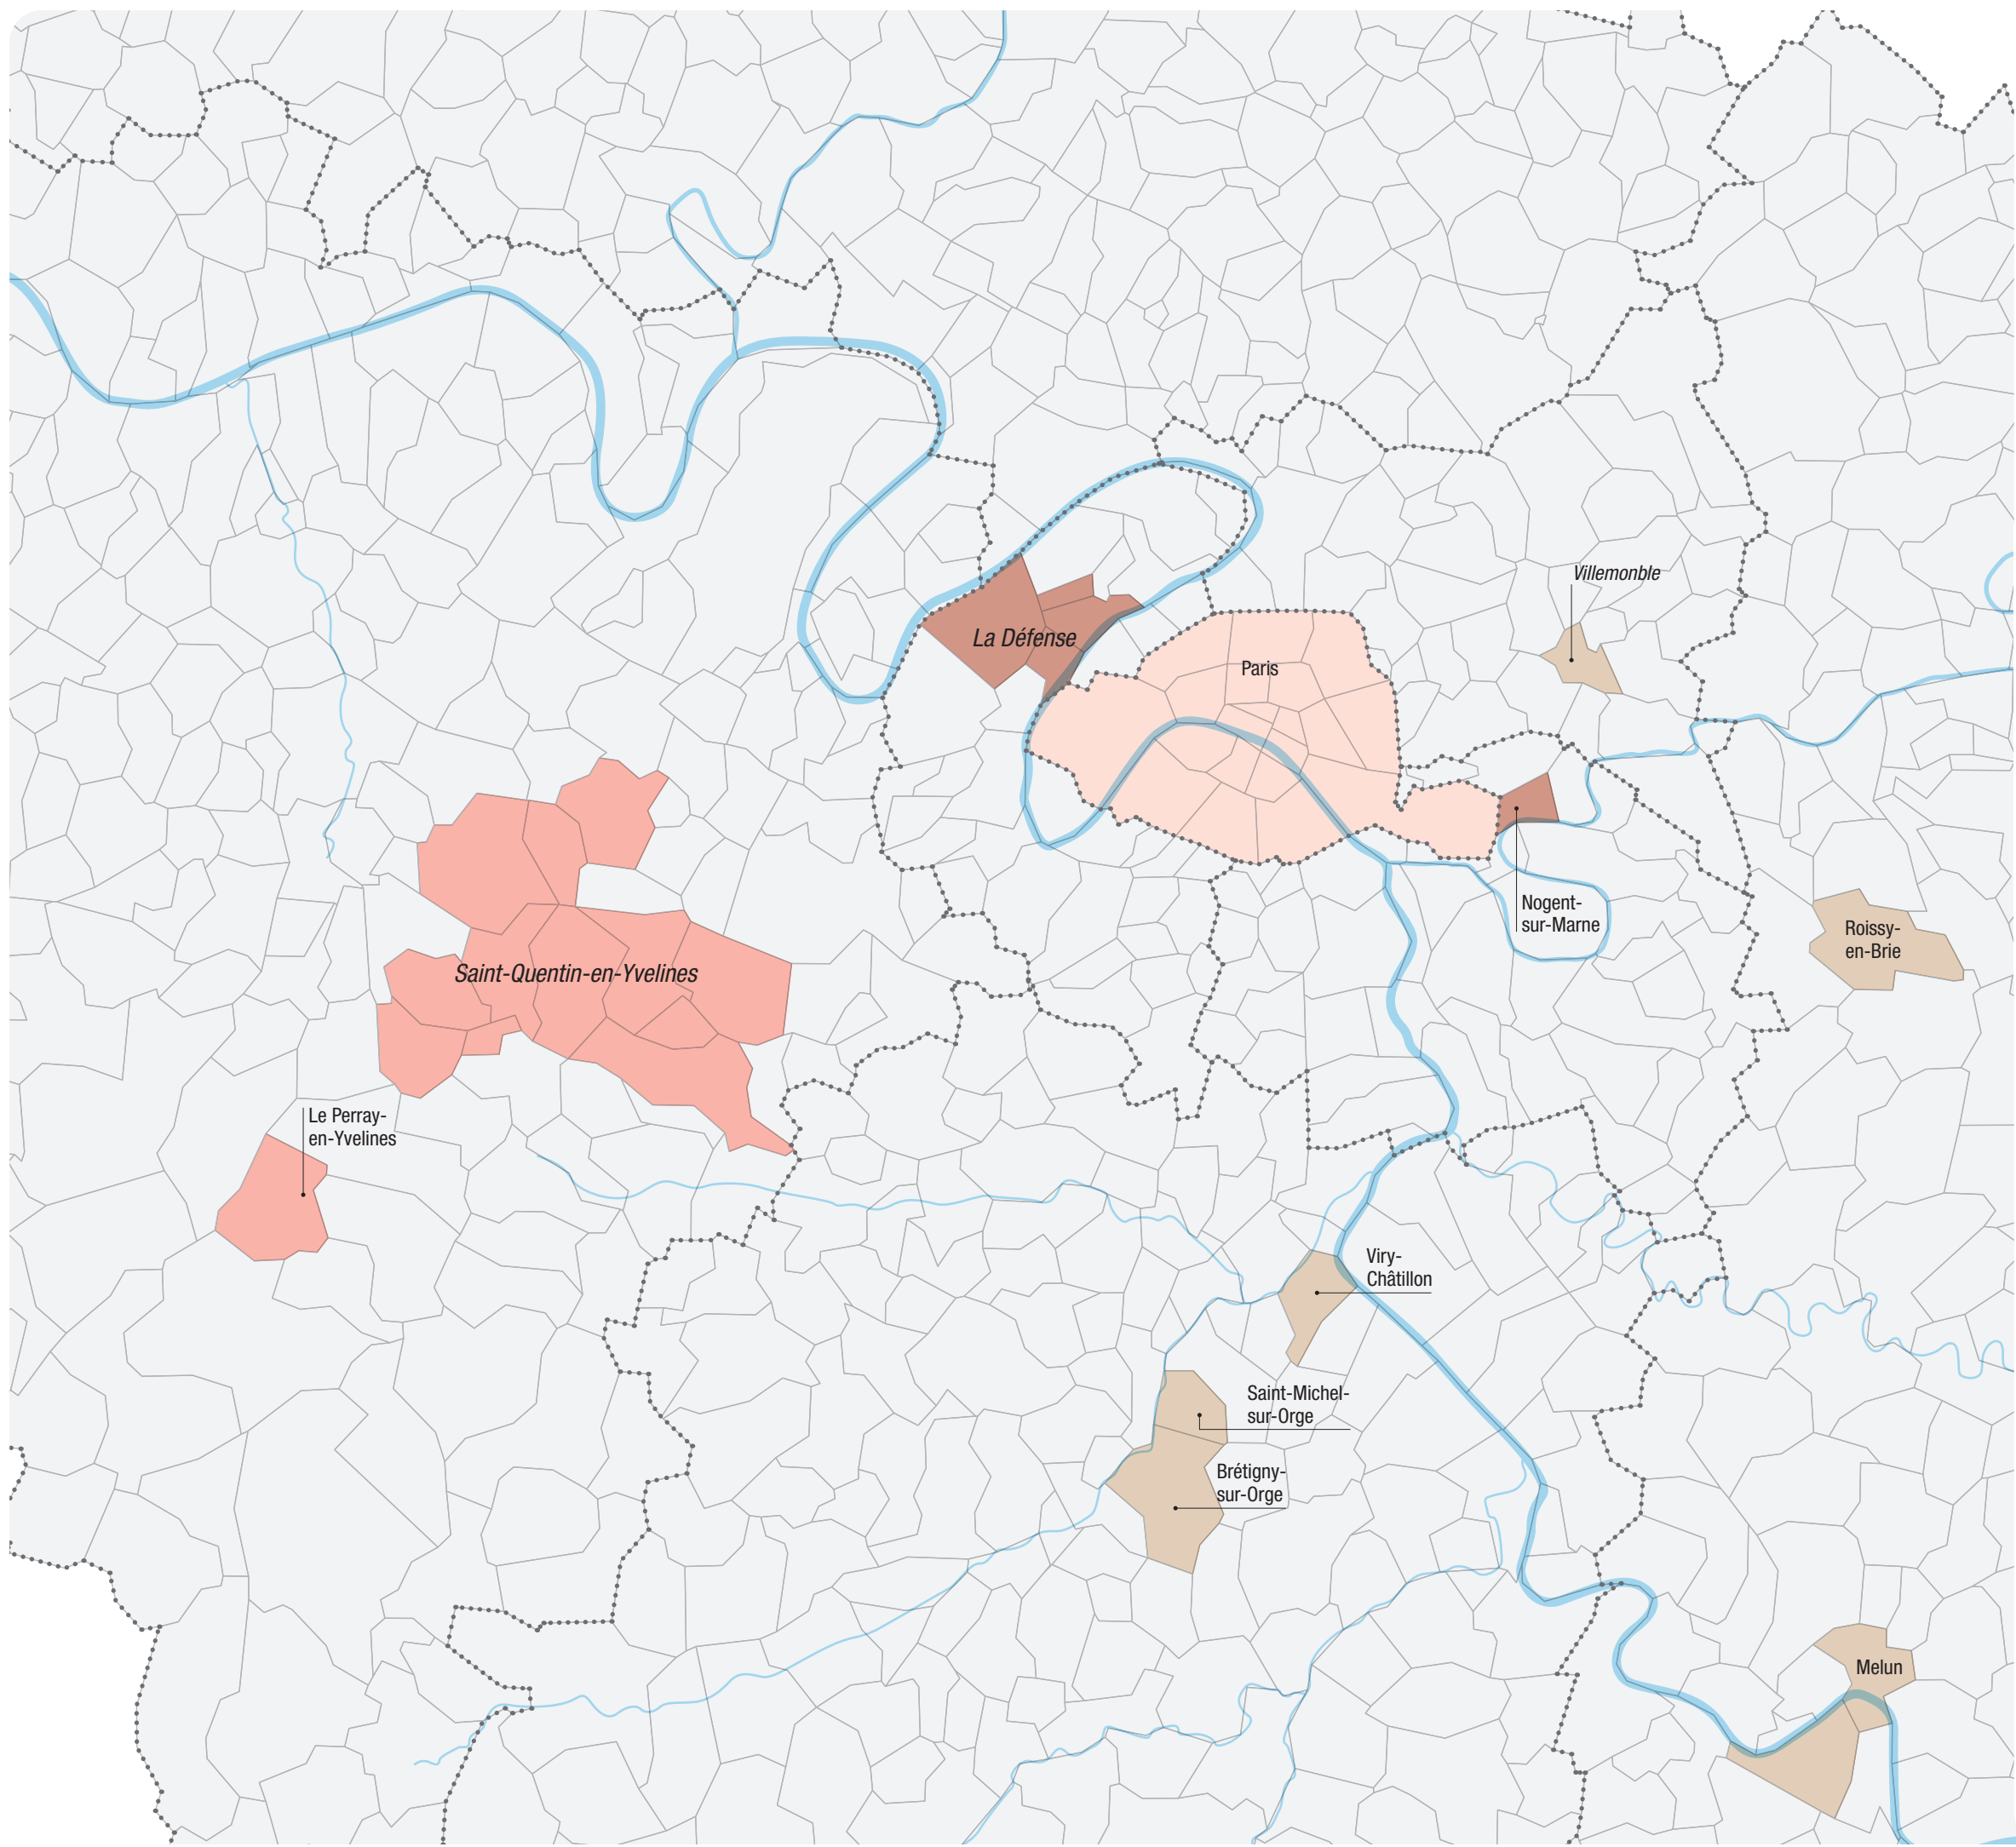 Villemonble
La Défense
Paris
Nogent-
sur-Marne
Roissy-
en-Brie
Saint-Quentin-en-Yvelines
Le Perray-
en-Yvelines
Viry-
Châtillon
Saint-Michel-
sur-Orge
Brétigny-
sur-Orge
Melun